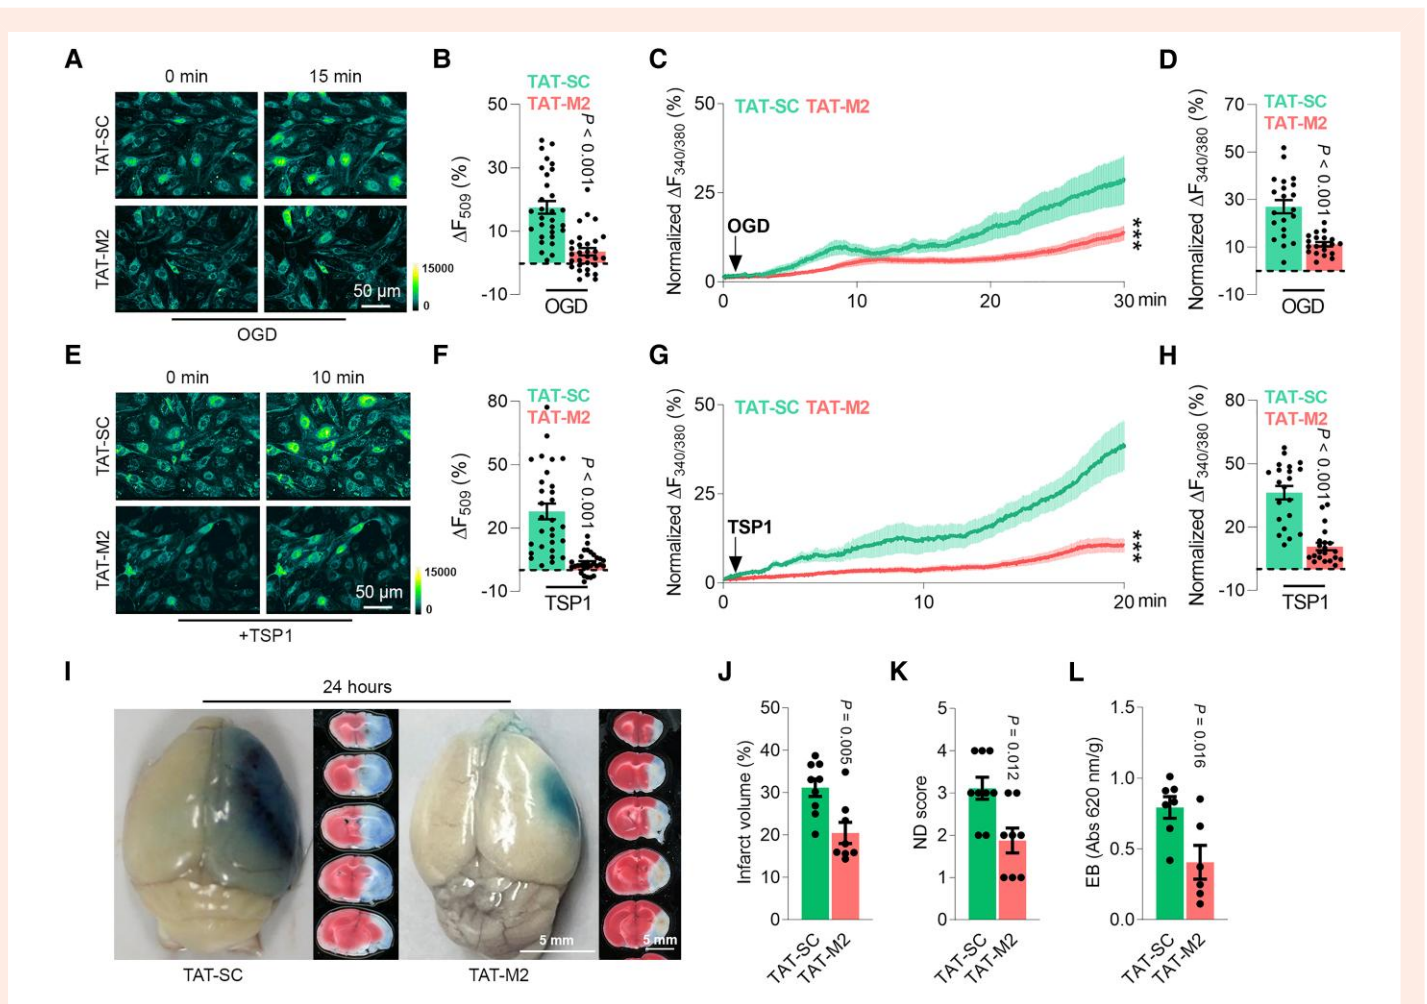 A
0 min
15 min
TAT-SC
TAT-M2
15000
0
50 µm
OGD
B
TAT-SC
TAT-M2
50
30
10
-10
ΔF509 (%)
P < 0.001
OGD
C
TAT-SC TAT-M2
50
25
0
Normalized ΔF340/380 (%)
OGD
***
0
10
20
30 min
D
TAT-SC
TAT-M2
70
50
30
10
-10
Normalized ΔF340/380 (%)
P < 0.001
OGD
E
0 min
10 min
TAT-SC
TAT-M2
15000
0
50 µm
+TSP1
F
TAT-SC
TAT-M2
80
50
20
-10
ΔF509 (%)
P < 0.001
TSP1
G
TAT-SC TAT-M2
50
25
0
Normalized ΔF340/380 (%)
TSP1
***
0
10
20 min
H
TAT-SC
TAT-M2
80
50
20
-10
Normalized ΔF340/380 (%)
P < 0.001
TSP1
I
24 hours
5 mm
5 mm
TAT-SC
TAT-M2
J
50
40
30
20
10
0
Infarct volume (%)
P = 0.005
TAT-SC
TAT-M2
K
5
4
3
2
1
0
ND score
P = 0.012
TAT-SC
TAT-M2
L
1.5
1.0
0.5
0.0
EB (Abs 620 nm/g)
P = 0.016
TAT-SC
TAT-M2